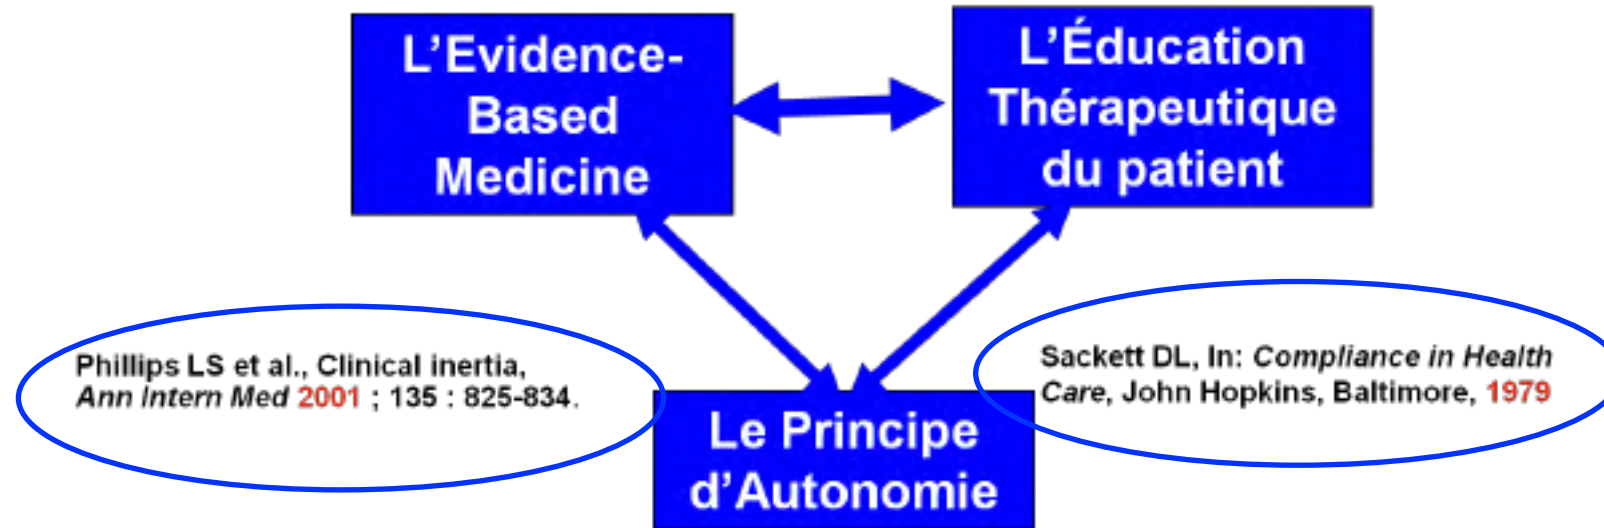 L’Evidence-
Based
Medicine
L’Éducation
Thérapeutique
du patient
Phillips LS et al., Clinical inertia,
Ann Intern Med 2001 ; 135 : 825-834.
Sackett DL, In: Compliance in Health
Care, John Hopkins, Baltimore, 1979
Le Principe
d’Autonomie